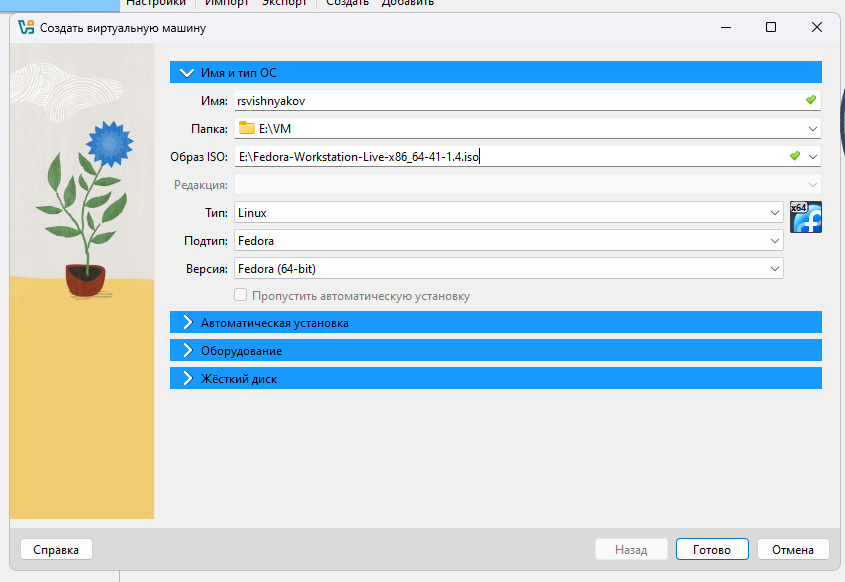 Настройки Импорт Экспорт Создать Добавить
Создать виртуальную машину
Имя и тип ОС
Имя: rsvishnyakov
Папка: E:\VM
Образ ISO: E:\Fedora-Workstation-Live-x86_64-41-1.4.iso
Редакция:
Тип: Linux
x64
Подтип: Fedora
Версия: Fedora (64-bit)
Пропустить автоматическую установку
Автоматическая установка
Оборудование
Жёсткий диск
Справка Назад Готово Отмена